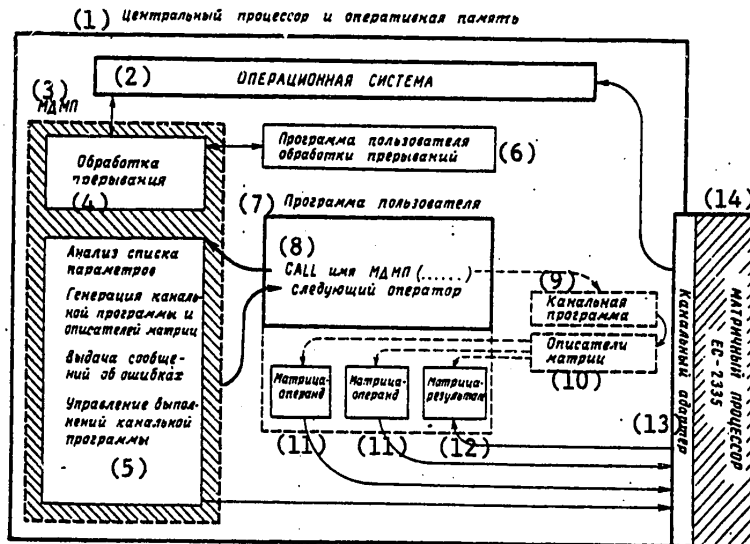 (1) Центральный процессор и оперативная память
(2) ОПЕРАЦИОННАЯ СИСТЕМА
(3)
МДМП
Обработка
прерывания
(4)
Программа пользователя
обработки прерываний
(6)
(7) Программа пользователя
(8)
CALL имя МДМП (......)
следующий оператор
Анализ списка
параметров
Генерация каналь
ной программы и
описателей матриц
Выдача сообще-
ний об ошибках
Управление выпол-
нений канальной
программы
(5)
(9)
Канальная
программа
Описатели
матриц
(10)
Матрица-
операнд
Матрица-
операнд
Матрица-
результат
(11)
(11)
(12)
(13)
Канальный адаптер
(14)
МАТРИЧНЫЙ ПРОЦЕССОР
ЕС-2335